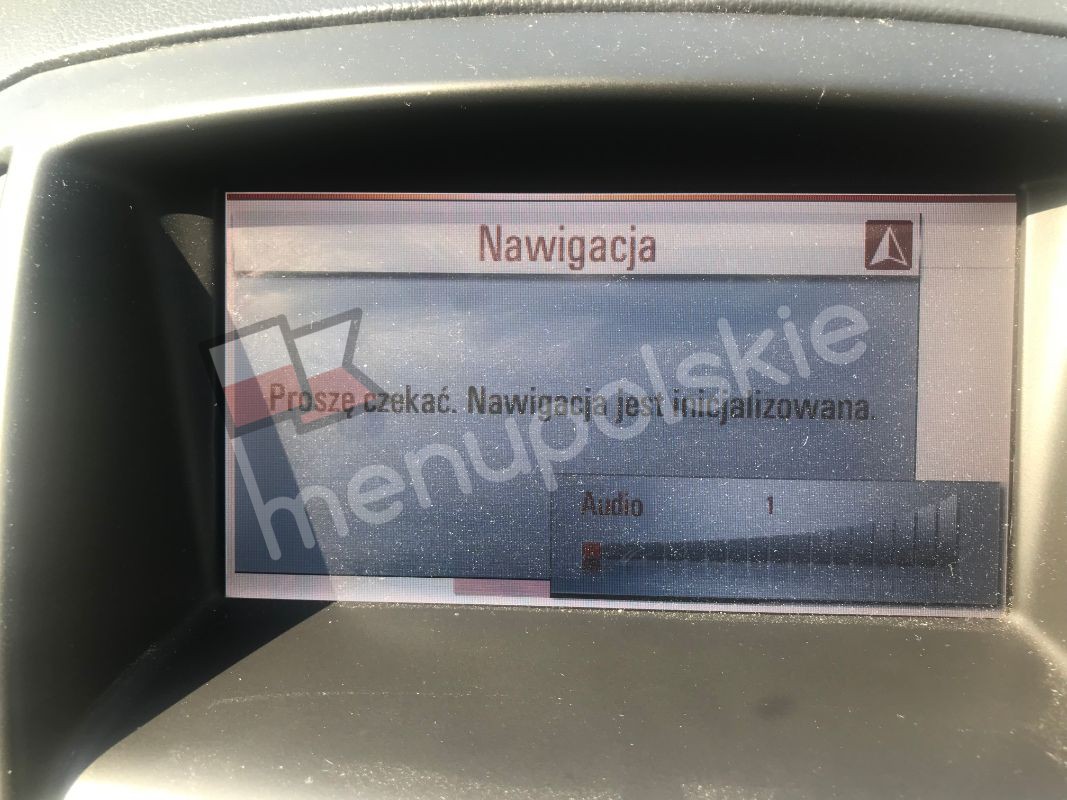 Nawigacja
Proszę czekać. Nawigacja jest inicjalizowana.
menupolskie
Audio 1